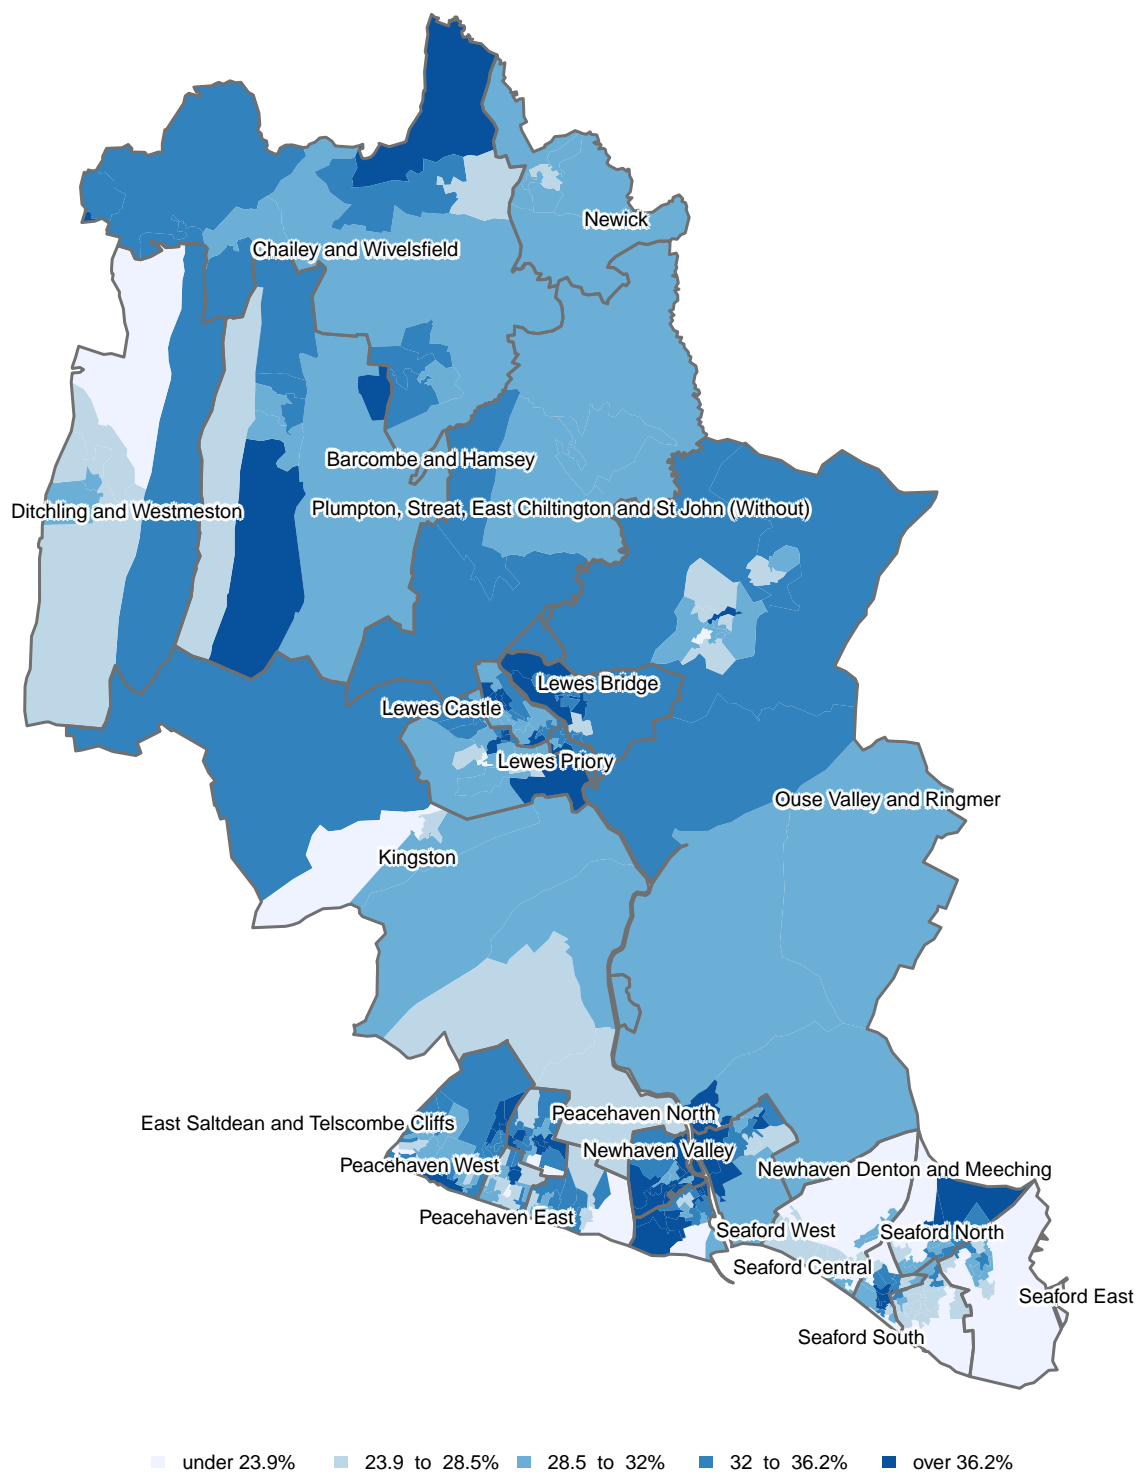 Newick
Chailey and Wivelsfield
Barcombe and Hamsey
Ditchling and Westmeston
Plumpton, Streat, East Chiltington and St John (Without)
Lewes Bridge
Lewes Castle
Lewes Priory
Ouse Valley and Ringmer
Kingston
Peacehaven North
East Saltdean and Telscombe Cliffs
Newhaven Valley
Peacehaven West
Newhaven Denton and Meeching
Peacehaven East
Seaford West
Seaford North
Seaford Central
Seaford East
Seaford South
under 23.9%
23.9 to 28.5%
28.5 to 32%
32 to 36.2%
over 36.2%